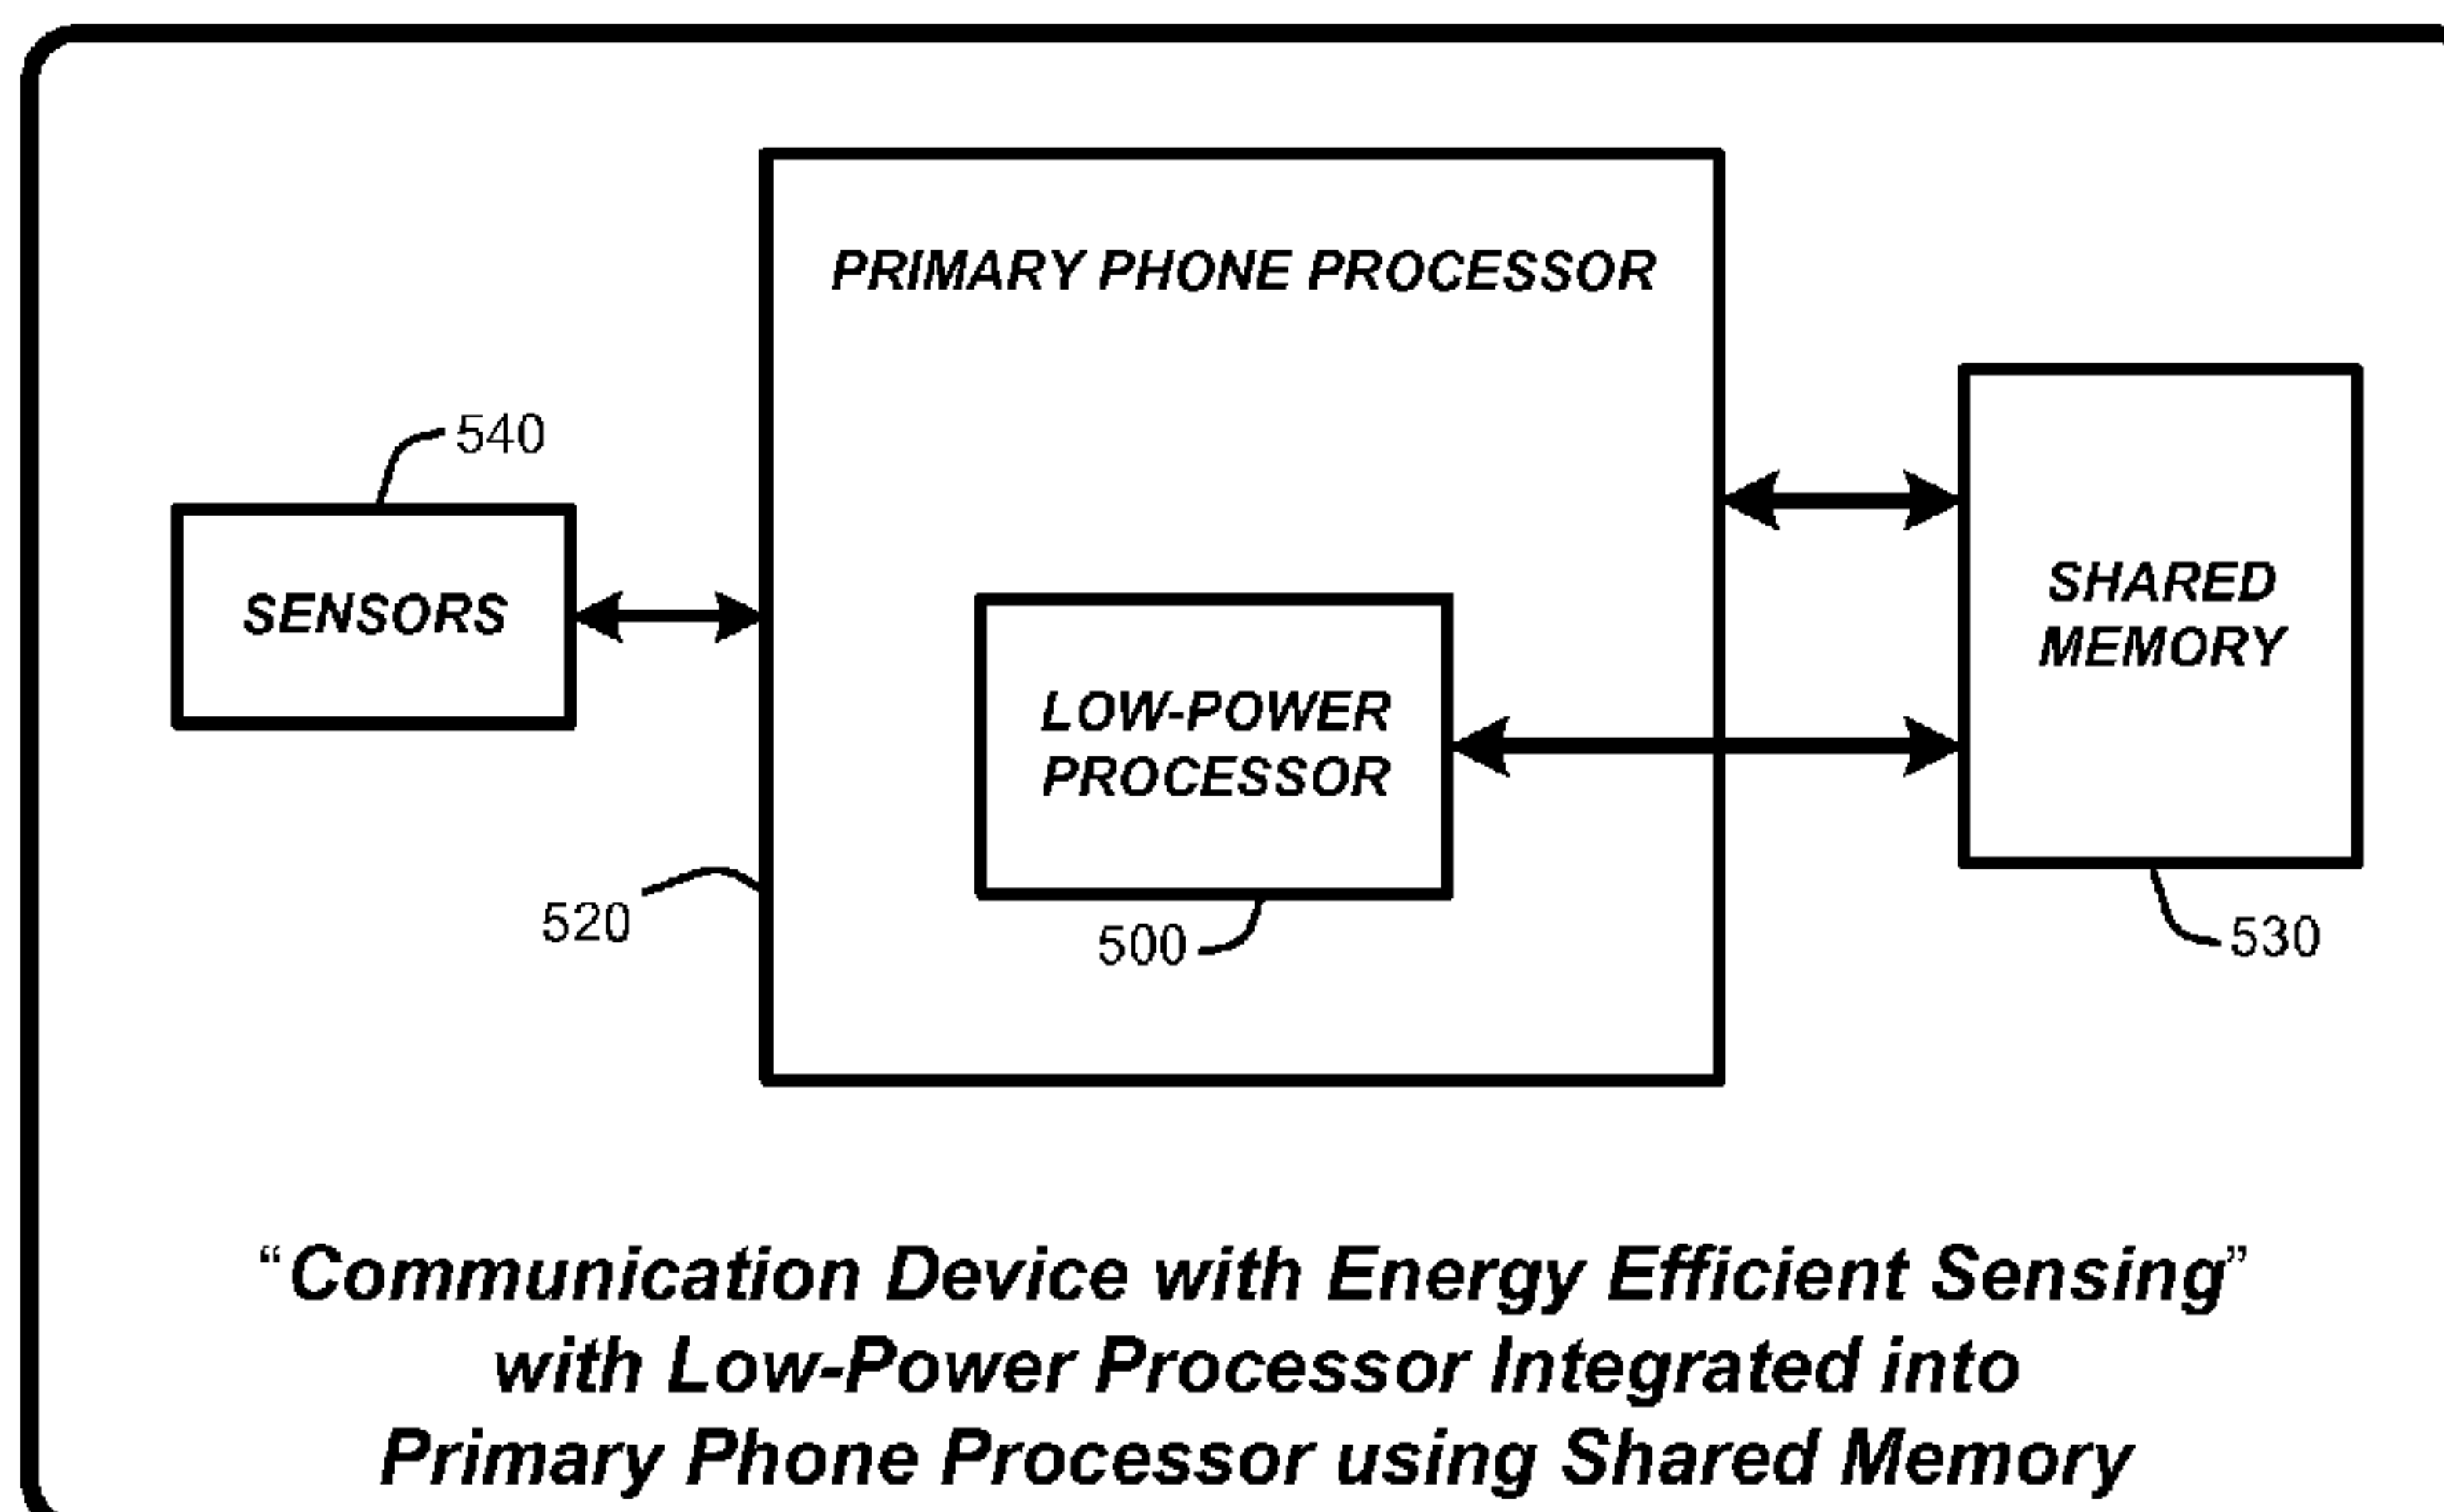 PRIMARY PHONE PROCESSOR
540
SENSORS
SHARED
MEMORY
LOW-POWER
PROCESSOR
520
500
530
“Communication Device with Energy Efficient Sensing”
with Low-Power Processor Integrated into
Primary Phone Processor using Shared Memory